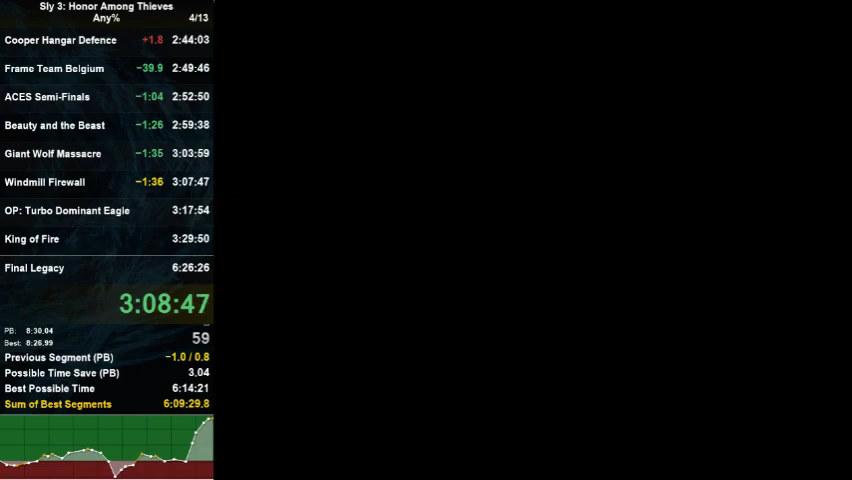 Sly 3: Honor Among Thieves
Any% 4/13
Cooper Hangar Defence +1.8 2:44:03
Frame Team Belgium −39.9 2:49:46
ACES Semi-Finals −1:04 2:52:50
Beauty and the Beast −1:26 2:59:38
Giant Wolf Massacre −1:35 3:03:59
Windmill Firewall −1:36 3:07:47
OP: Turbo Dominant Eagle 3:17:54
King of Fire 3:29:50
Final Legacy 6:26:26
3:08:47
PB: 8:30.04
Best: 8:26.99
59
Previous Segment (PB) −1.0 / 0.8
Possible Time Save (PB) 3.04
Best Possible Time 6:14:21
Sum of Best Segments 6:09:29.8